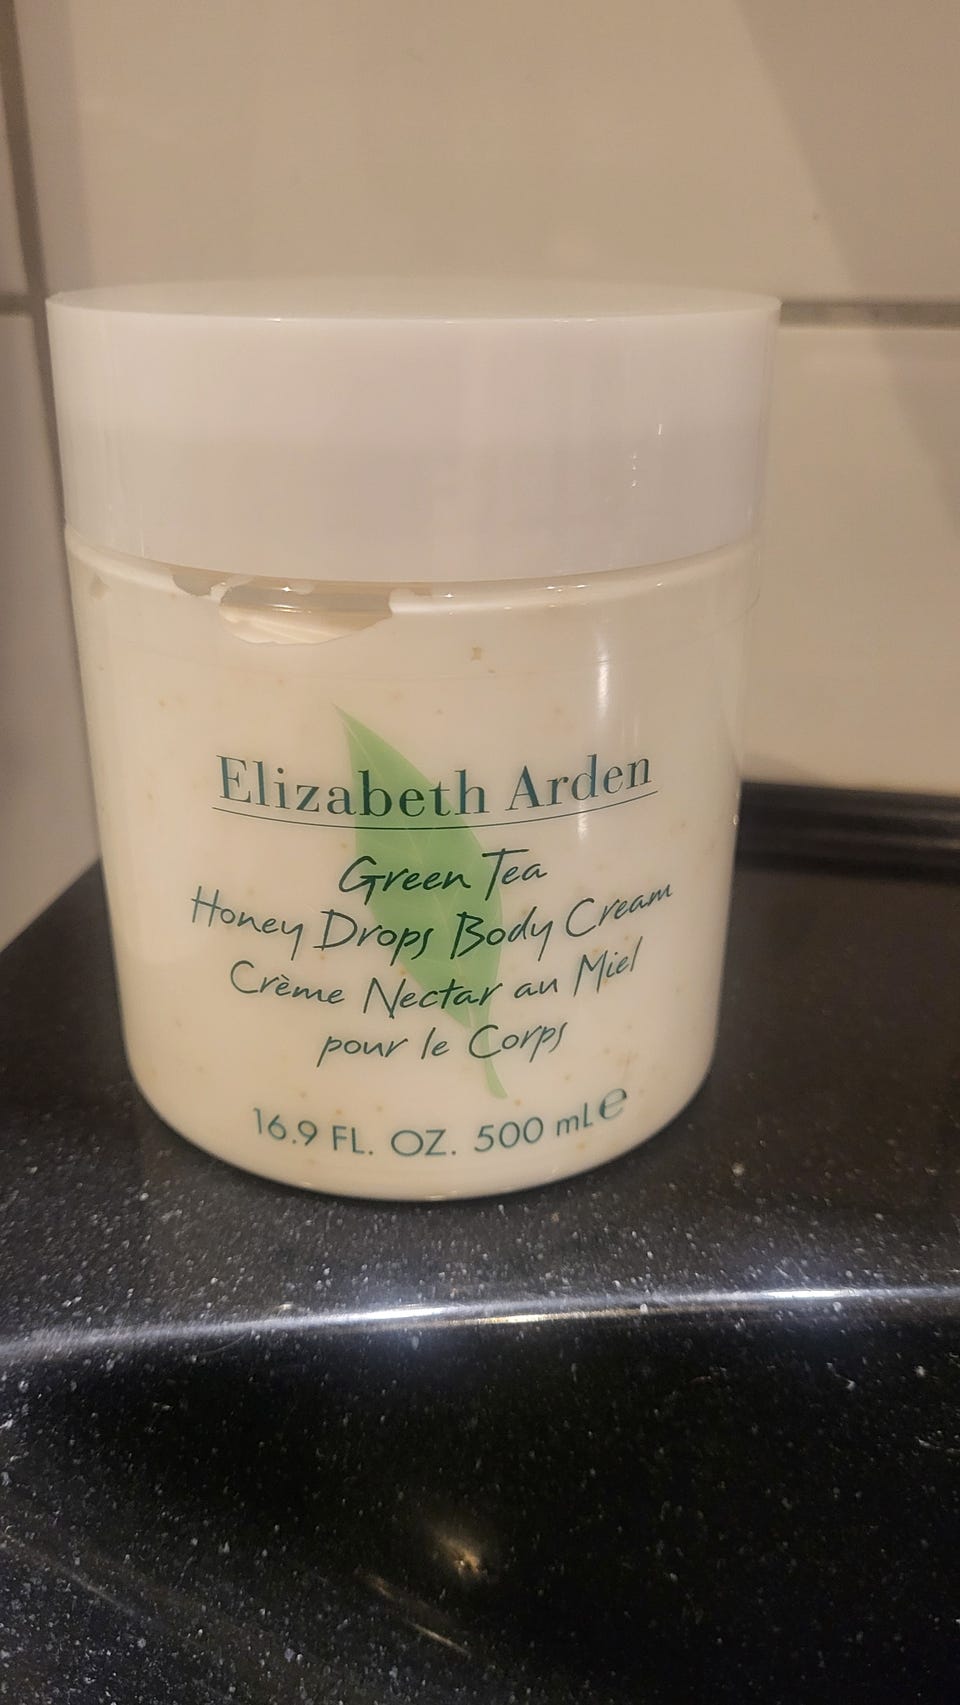 Elizabeth Arden
Green Tea
Honey Drops Body Cream
Crème Nectar au Miel
pour le Corps
16.9 FL. OZ. 500 mL ℮